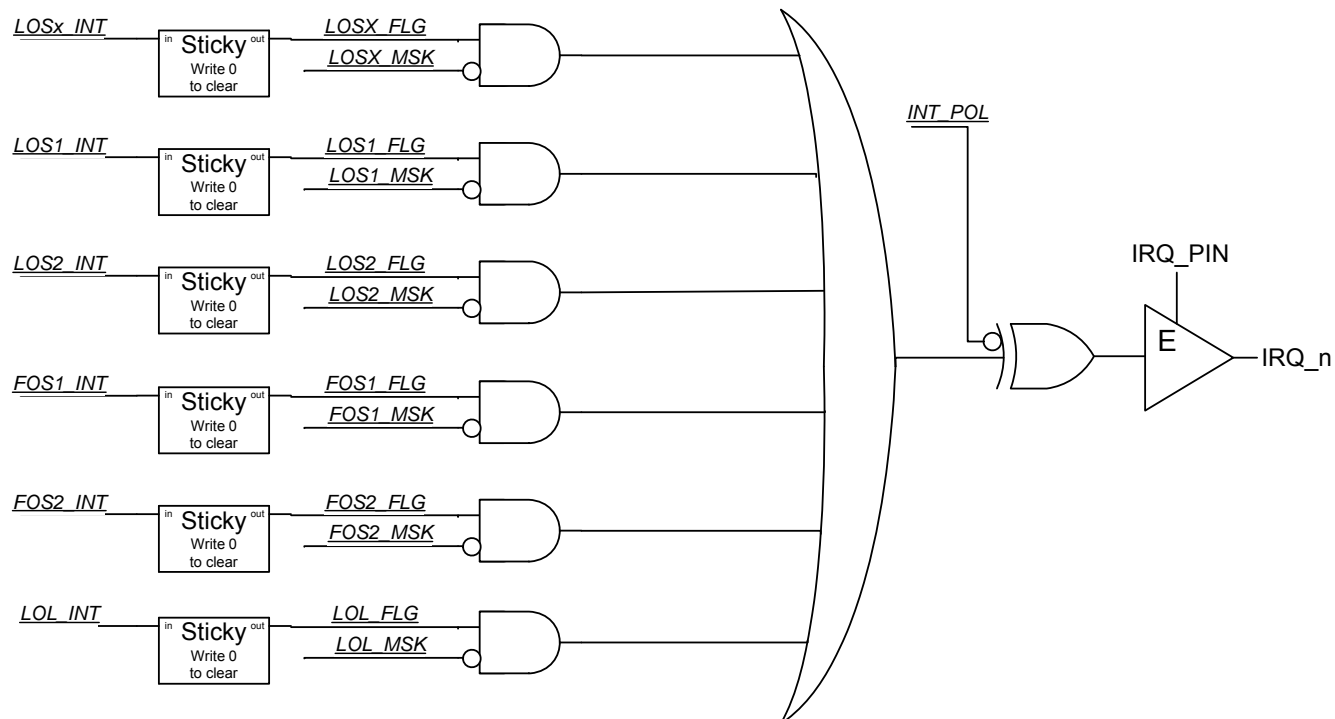 LOSx_INT
in Sticky out
Write 0
to clear
LOSX_FLG
LOSX_MSK
LOS1_INT
in Sticky out
Write 0
to clear
LOS1_FLG
LOS1_MSK
INT_POL
LOS2_INT
in Sticky out
Write 0
to clear
LOS2_FLG
LOS2_MSK
IRQ_PIN
E
IRQ_n
FOS1_INT
in Sticky out
Write 0
to clear
FOS1_FLG
FOS1_MSK
FOS2_INT
in Sticky out
Write 0
to clear
FOS2_FLG
FOS2_MSK
LOL_INT
in Sticky out
Write 0
to clear
LOL_FLG
LOL_MSK